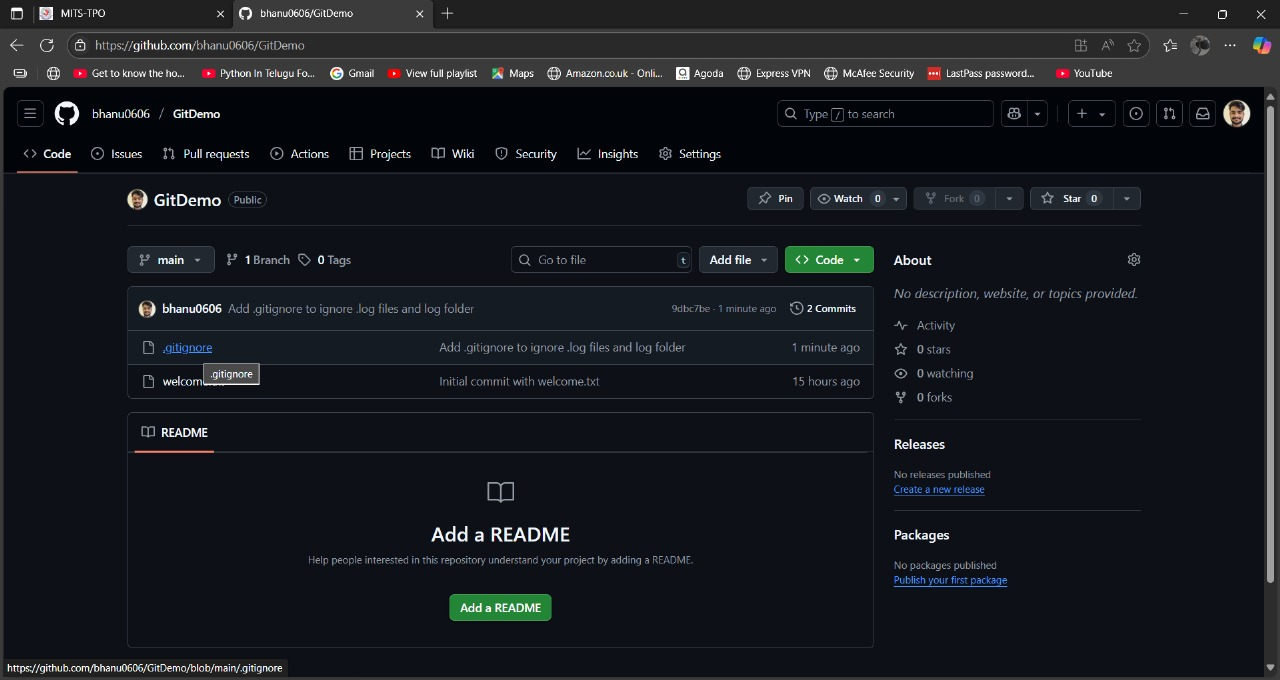 MITS-TPO
bhanu0606/GitDemo
https://github.com/bhanu0606/GitDemo
Get to know the ho... Python In Telugu Fo... Gmail View full playlist Maps Amazon.co.uk - Onli... Agoda Express VPN McAfee Security LastPass password... YouTube
bhanu0606 / GitDemo Type / to search
Code Issues Pull requests Actions Projects Wiki Security Insights Settings
GitDemo Public Pin Watch 0 Fork 0 Star 0
main 1 Branch 0 Tags Go to file t Add file Code
bhanu0606 Add .gitignore to ignore .log files and log folder 9dbc7be · 1 minute ago 2 Commits
.gitignore Add .gitignore to ignore .log files and log folder 1 minute ago
.gitignore
Initial commit with welcome.txt 15 hours ago
README
Add a README
Help people interested in this repository understand your project by adding a README.
Add a README
About
No description, website, or topics provided.
Activity
0 stars
0 watching
0 forks
Releases
No releases published
Create a new release
Packages
No packages published
Publish your first package
https://github.com/bhanu0606/GitDemo/blob/main/.gitignore